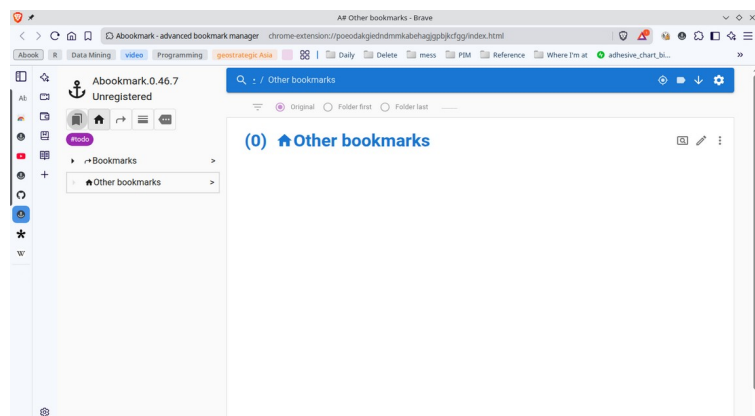 A# Other bookmarks - Brave
Abookmark - advanced bookmark manager chrome-extension://poeodakgiedndmmkabehagjgpbjkcfgg/index.html
Abook R Data Mining video Programming geostrategic Asia Daily Delete mess PIM Reference Where I'm at adhesive_chart_bi... »
Ab
W
Abookmark.0.46.7
Unregistered
#todo
Bookmarks >
Other bookmarks >
: / Other bookmarks
Original Folder first Folder last
(0) Other bookmarks